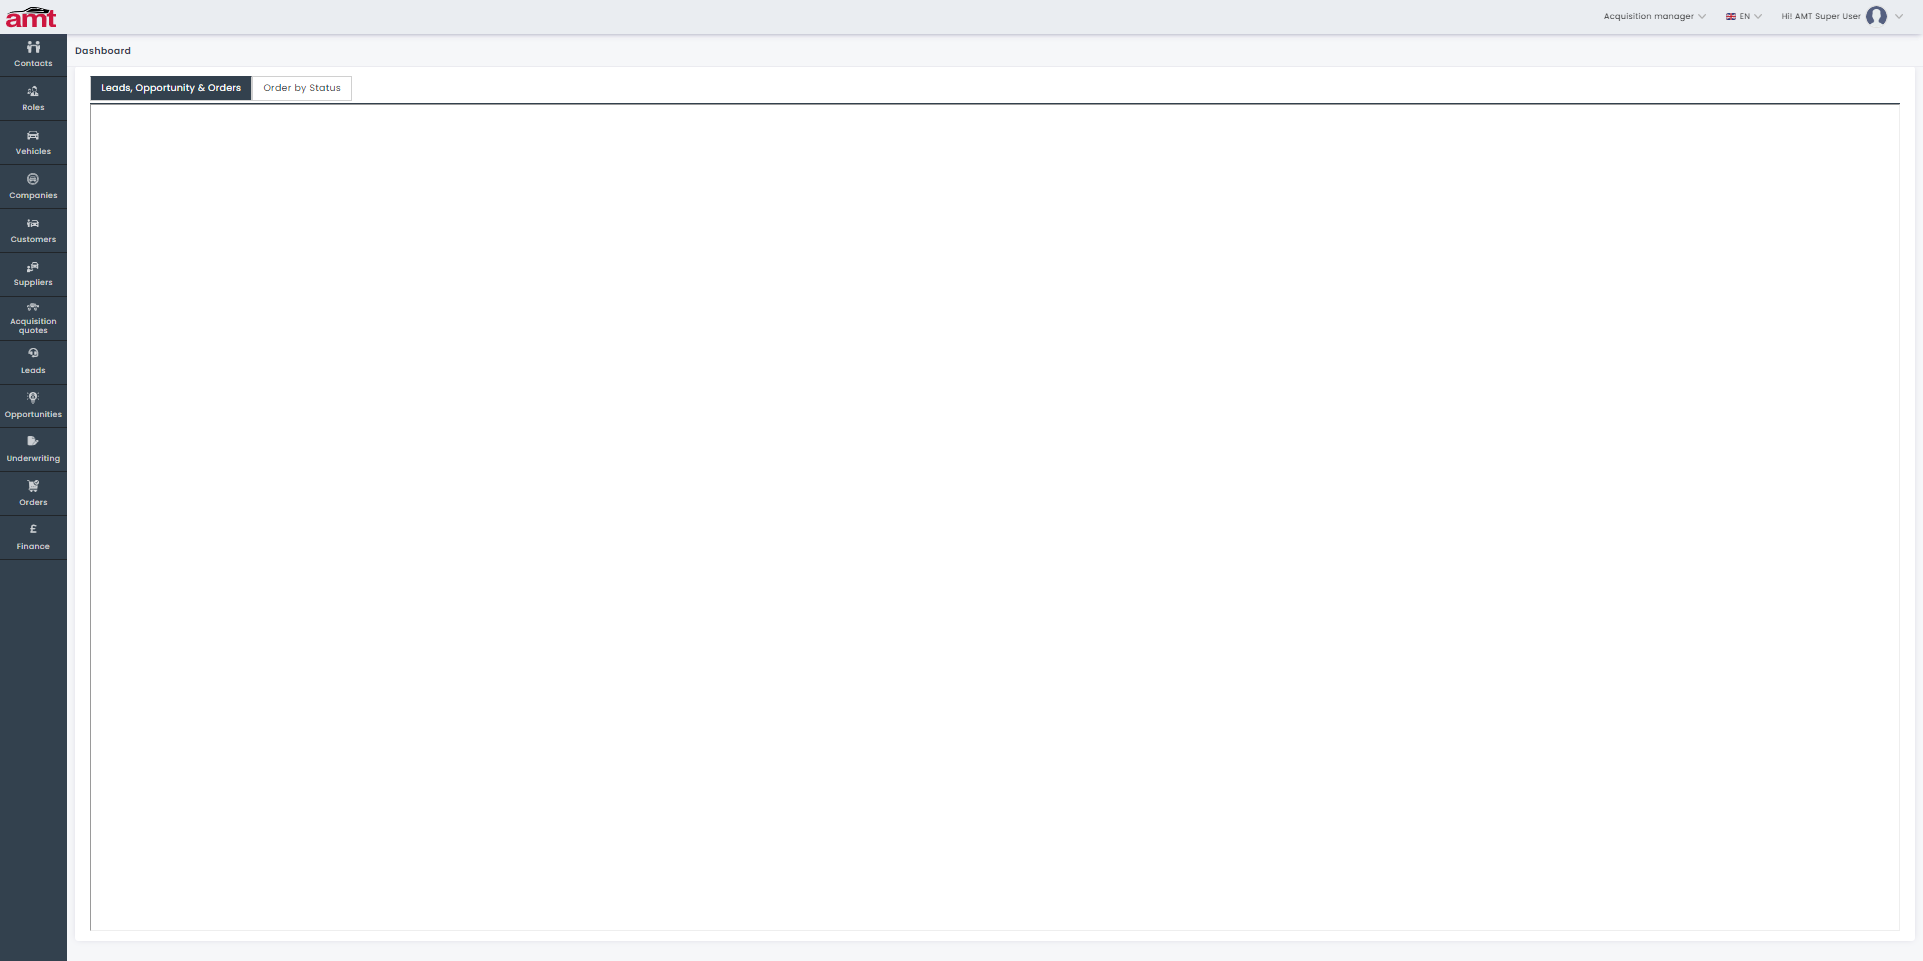 amt
Acquisition manager
EN
Hi! AMT Super User
Dashboard
Leads, Opportunity & Orders
Order by Status
Contacts
Roles
Vehicles
Companies
Customers
Suppliers
Acquisition
quotes
Leads
Opportunities
Underwriting
Orders
£
Finance